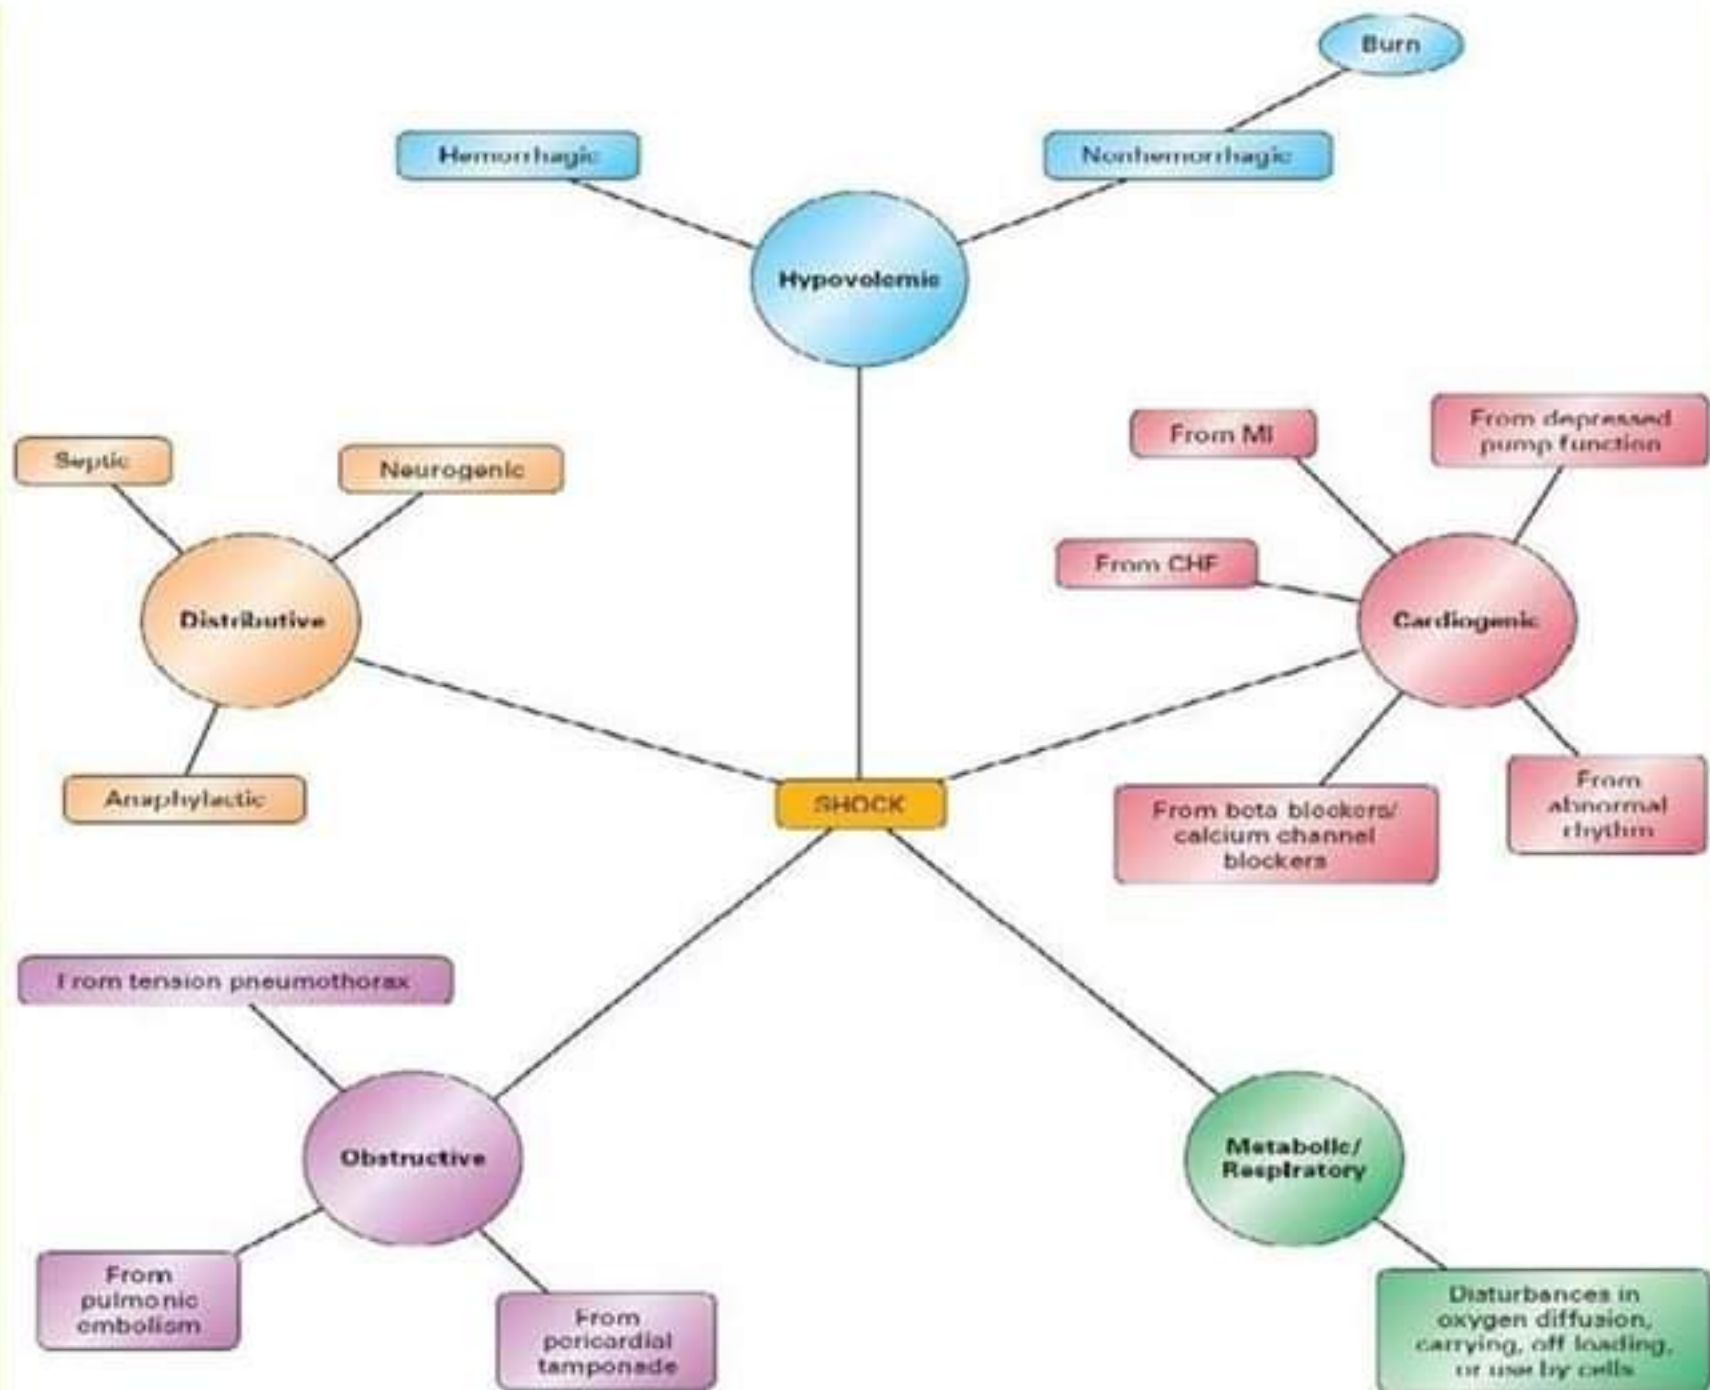 Burn
Hemorrhagic
Nonhemorrhagic
Hypovolemic
From MI
From depressed
pump function
Septic
Neurogenic
From CHF
Distributive
Cardiogenic
Anaphylactic
SHOCK
From beta blockers/
calcium channel
blockers
From
abnormal
rhythm
From tension pneumothorax
Obstructive
Metabolic/
Respiratory
From
pulmonic
embolism
From
pericardial
tamponade
Disturbances in
oxygen diffusion,
carrying, off loading,
or use by cells